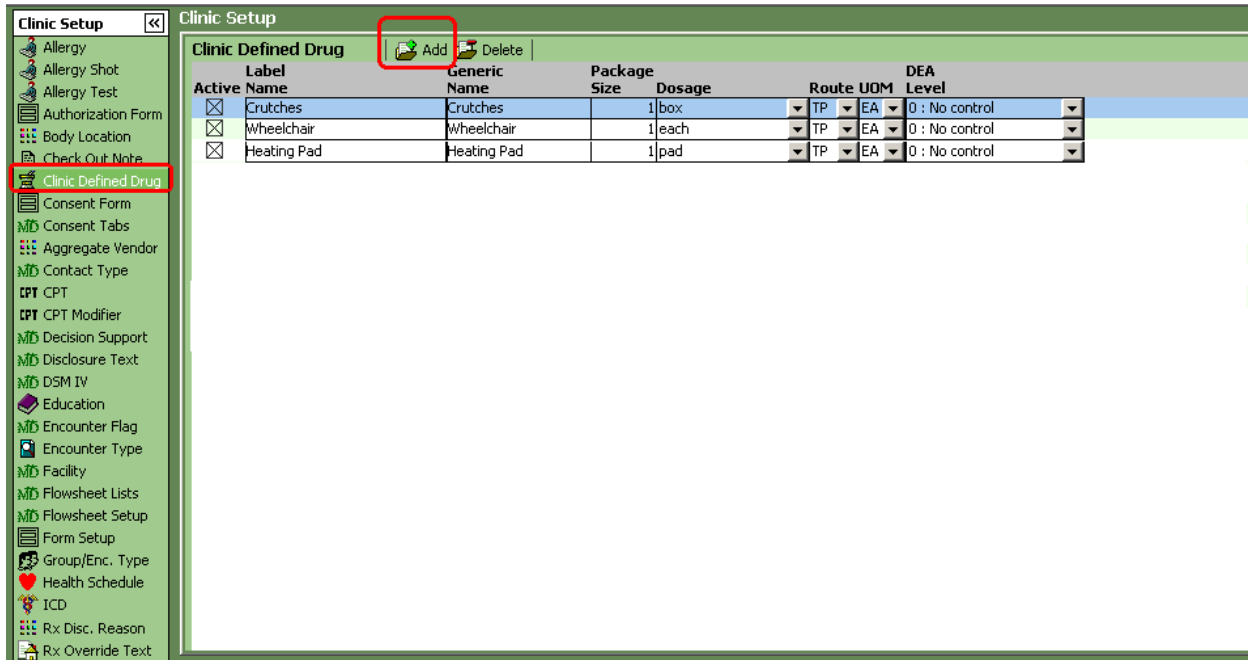 Clinic Setup
Allergy
Allergy Shot
Allergy Test
Authorization Form
Body Location
Check Out Note
Clinic Defined Drug
Consent Form
Consent Tabs
Aggregate Vendor
Contact Type
CPT CPT
CPT CPT Modifier
Decision Support
Disclosure Text
DSM IV
Education
Encounter Flag
Encounter Type
Facility
Flowsheet Lists
Flowsheet Setup
Form Setup
Group/Enc. Type
Health Schedule
ICD
Rx Disc. Reason
Rx Override Text
Clinic Setup
Clinic Defined Drug Add Delete
Label Generic Package DEA
Active Name Name Size Dosage Route UOM Level
Crutches Crutches 1 box TP EA 0 : No control
Wheelchair Wheelchair 1 each TP EA 0 : No control
Heating Pad Heating Pad 1 pad TP EA 0 : No control